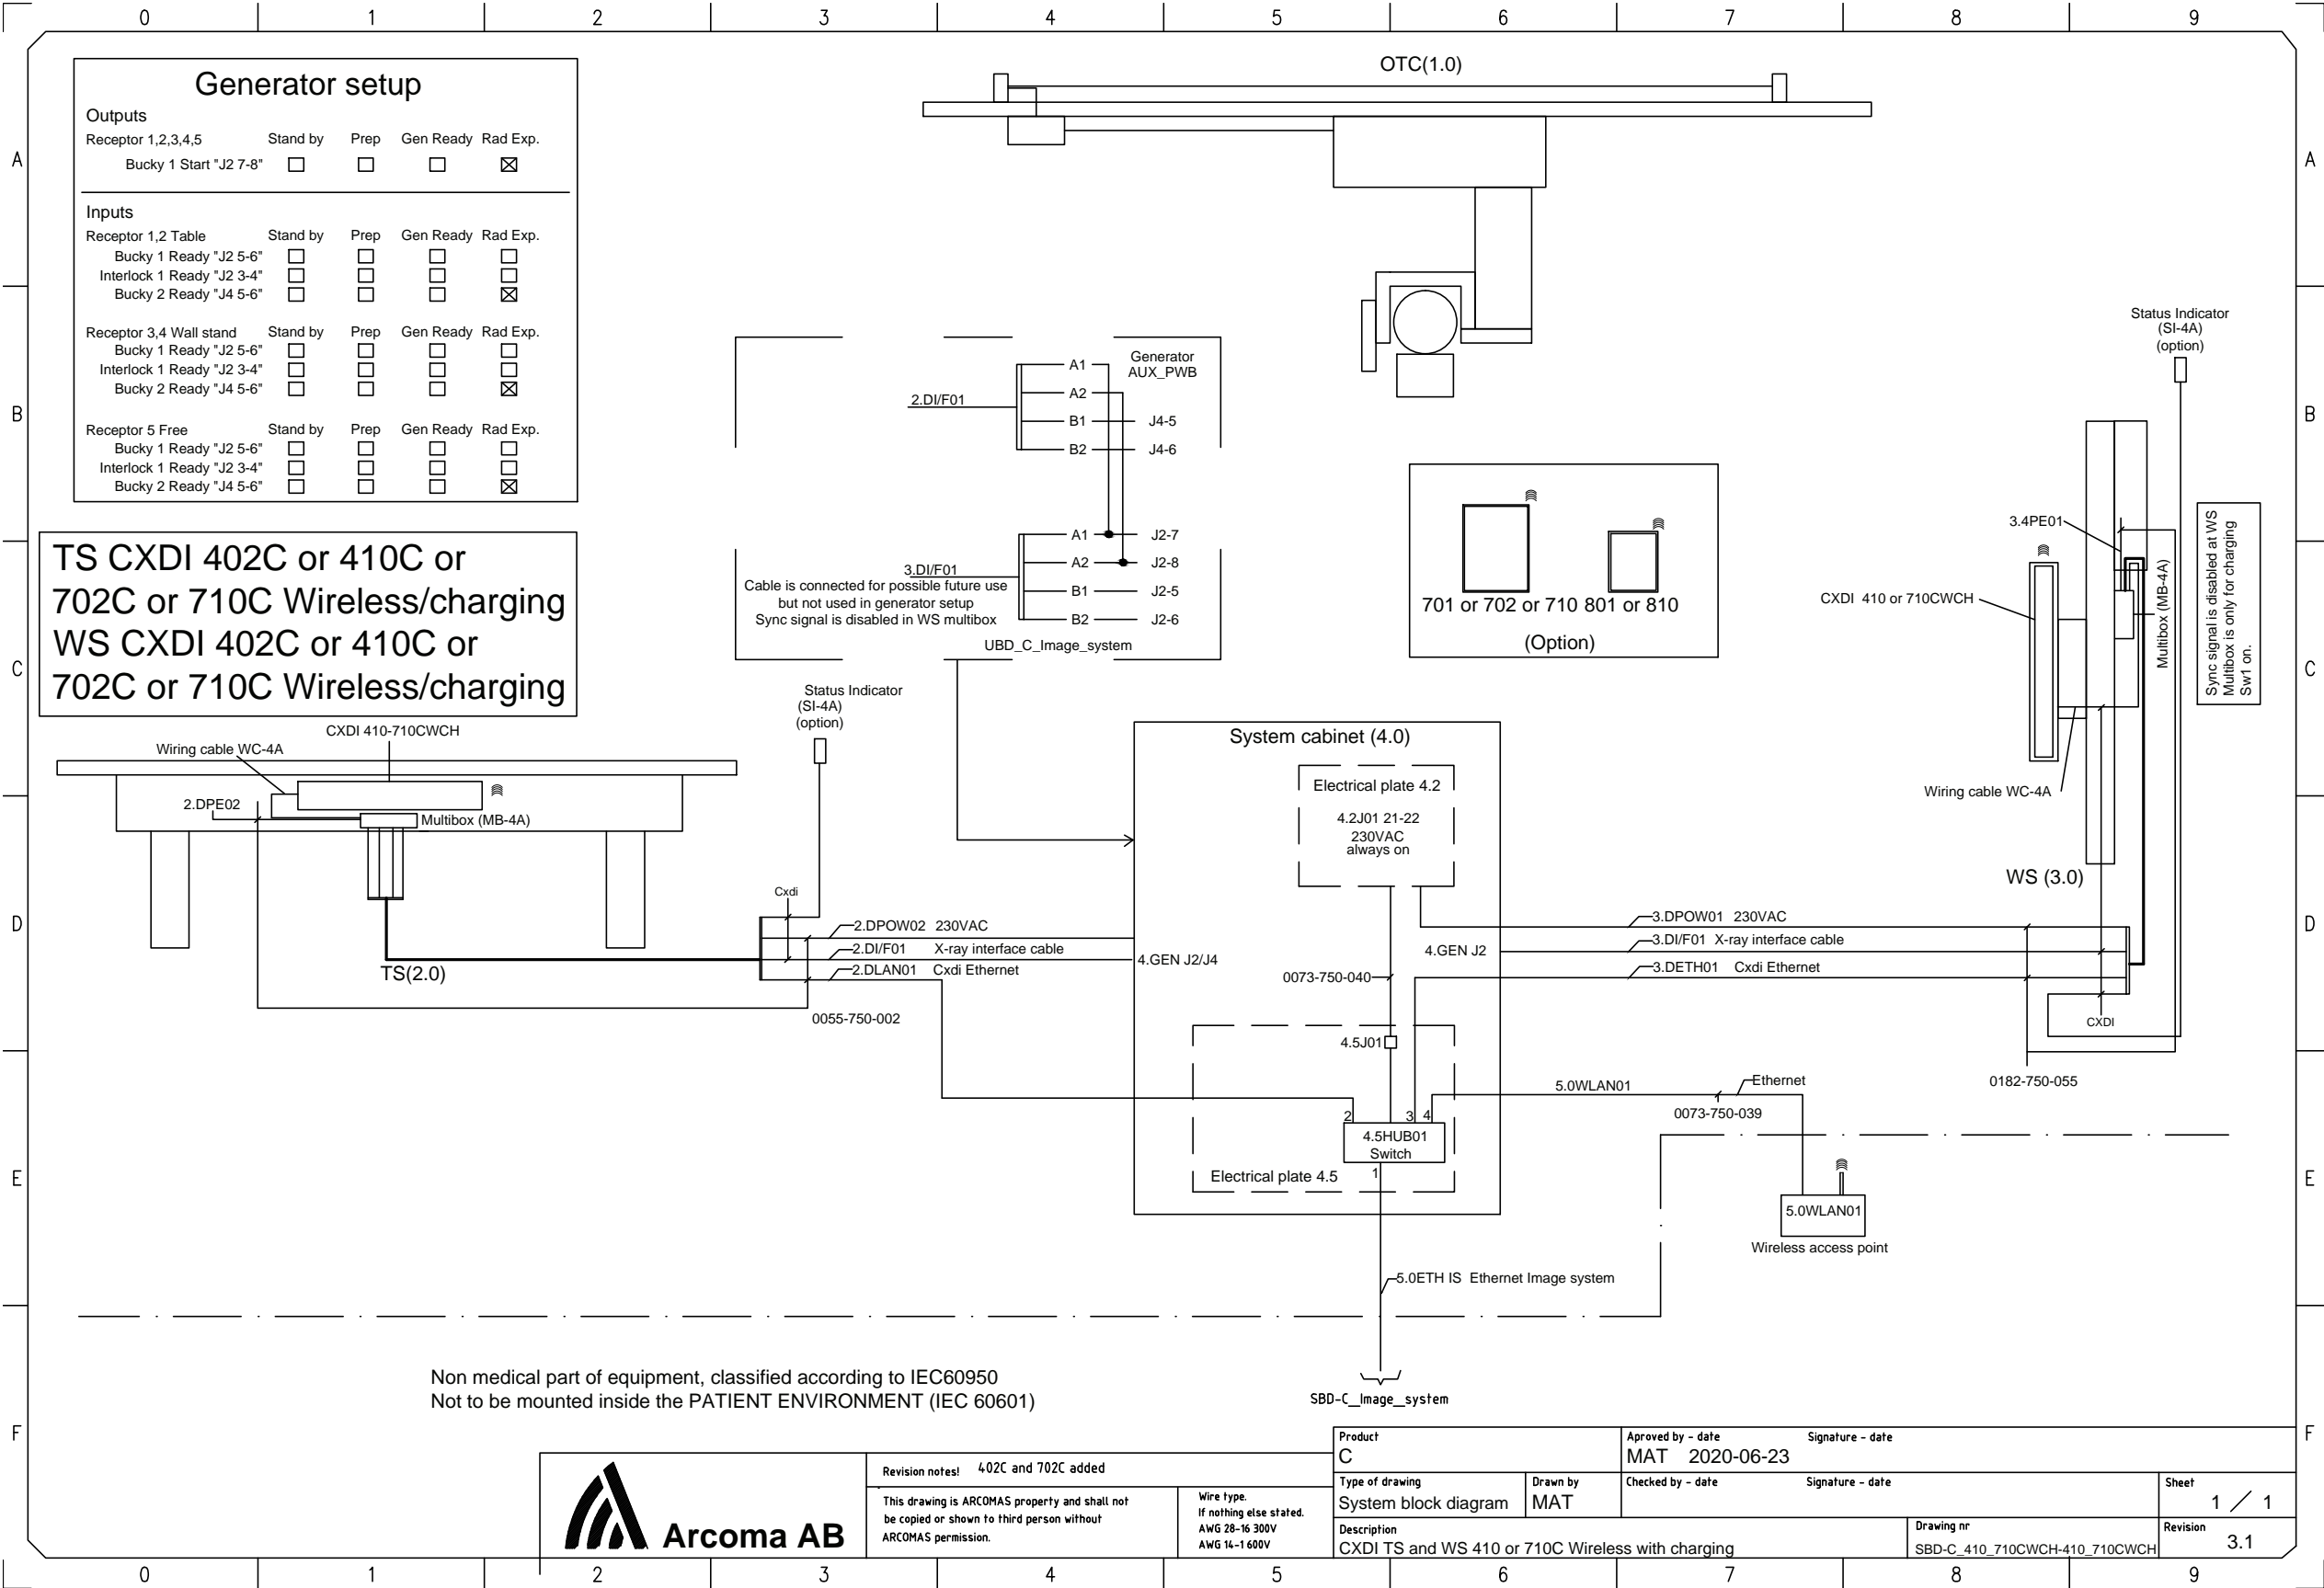 0 1 2 3 4 5 6 7 8 9
A
B
C
D
E
F
Generator setup
Outputs
Receptor 1,2,3,4,5 Stand by Prep Gen Ready Rad Exp.
Bucky 1 Start "J2 7-8"
Inputs
Receptor 1,2 Table Stand by Prep Gen Ready Rad Exp.
Bucky 1 Ready "J2 5-6"
Interlock 1 Ready "J2 3-4"
Bucky 2 Ready "J4 5-6"
Receptor 3,4 Wall stand Stand by Prep Gen Ready Rad Exp.
Bucky 1 Ready "J2 5-6"
Interlock 1 Ready "J2 3-4"
Bucky 2 Ready "J4 5-6"
Receptor 5 Free Stand by Prep Gen Ready Rad Exp.
Bucky 1 Ready "J2 5-6"
Interlock 1 Ready "J2 3-4"
Bucky 2 Ready "J4 5-6"
TS CXDI 402C or 410C or
702C or 710C Wireless/charging
WS CXDI 402C or 410C or
702C or 710C Wireless/charging
OTC(1.0)
Generator
AUX_PWB
2.DI/F01
A1
A2
B1 J4-5
B2 J4-6
3.DI/F01
A1 J2-7
A2 J2-8
B1 J2-5
B2 J2-6
Cable is connected for possible future use
but not used in generator setup
Sync signal is disabled in WS multibox
UBD_C_Image_system
701 or 702 or 710 801 or 810
(Option)
Status Indicator
(SI-4A)
(option)
3.4PE01
CXDI 410 or 710CWCH
Multibox (MB-4A)
Sync signal is disabled at WS
Multibox is only for charging
Sw1 on.
Wiring cable WC-4A
WS (3.0)
Status Indicator
(SI-4A)
(option)
CXDI 410-710CWCH
Wiring cable WC-4A
2.DPE02
Multibox (MB-4A)
TS(2.0)
Cxdi
2.DPOW02 230VAC
2.DI/F01 X-ray interface cable
2.DLAN01 Cxdi Ethernet
0055-750-002
System cabinet (4.0)
Electrical plate 4.2
4.2J01 21-22
230VAC
always on
4.GEN J2/J4
4.GEN J2
0073-750-040
4.5J01
2 3 4
4.5HUB01
Switch
1
Electrical plate 4.5
3.DPOW01 230VAC
3.DI/F01 X-ray interface cable
3.DETH01 Cxdi Ethernet
CXDI
0182-750-055
5.0WLAN01
Ethernet
0073-750-039
5.0WLAN01
Wireless access point
5.0ETH IS Ethernet Image system
SBD-C_Image_system
Non medical part of equipment, classified according to IEC60950
Not to be mounted inside the PATIENT ENVIRONMENT (IEC 60601)
Arcoma AB
Revision notes! 402C and 702C added
This drawing is ARCOMAS property and shall not
be copied or shown to third person without
ARCOMAS permission.
Wire type.
If nothing else stated.
AWG 28-16 300V
AWG 14-1 600V
Product
C
Aproved by - date Signature - date
MAT 2020-06-23
Type of drawing
System block diagram
Drawn by
MAT
Checked by - date Signature - date
Sheet
1 / 1
Description
CXDI TS and WS 410 or 710C Wireless with charging
Drawing nr
SBD-C_410_710CWCH-410_710CWCH
Revision
3.1
A
B
C
D
E
F
0 1 2 3 4 5 6 7 8 9